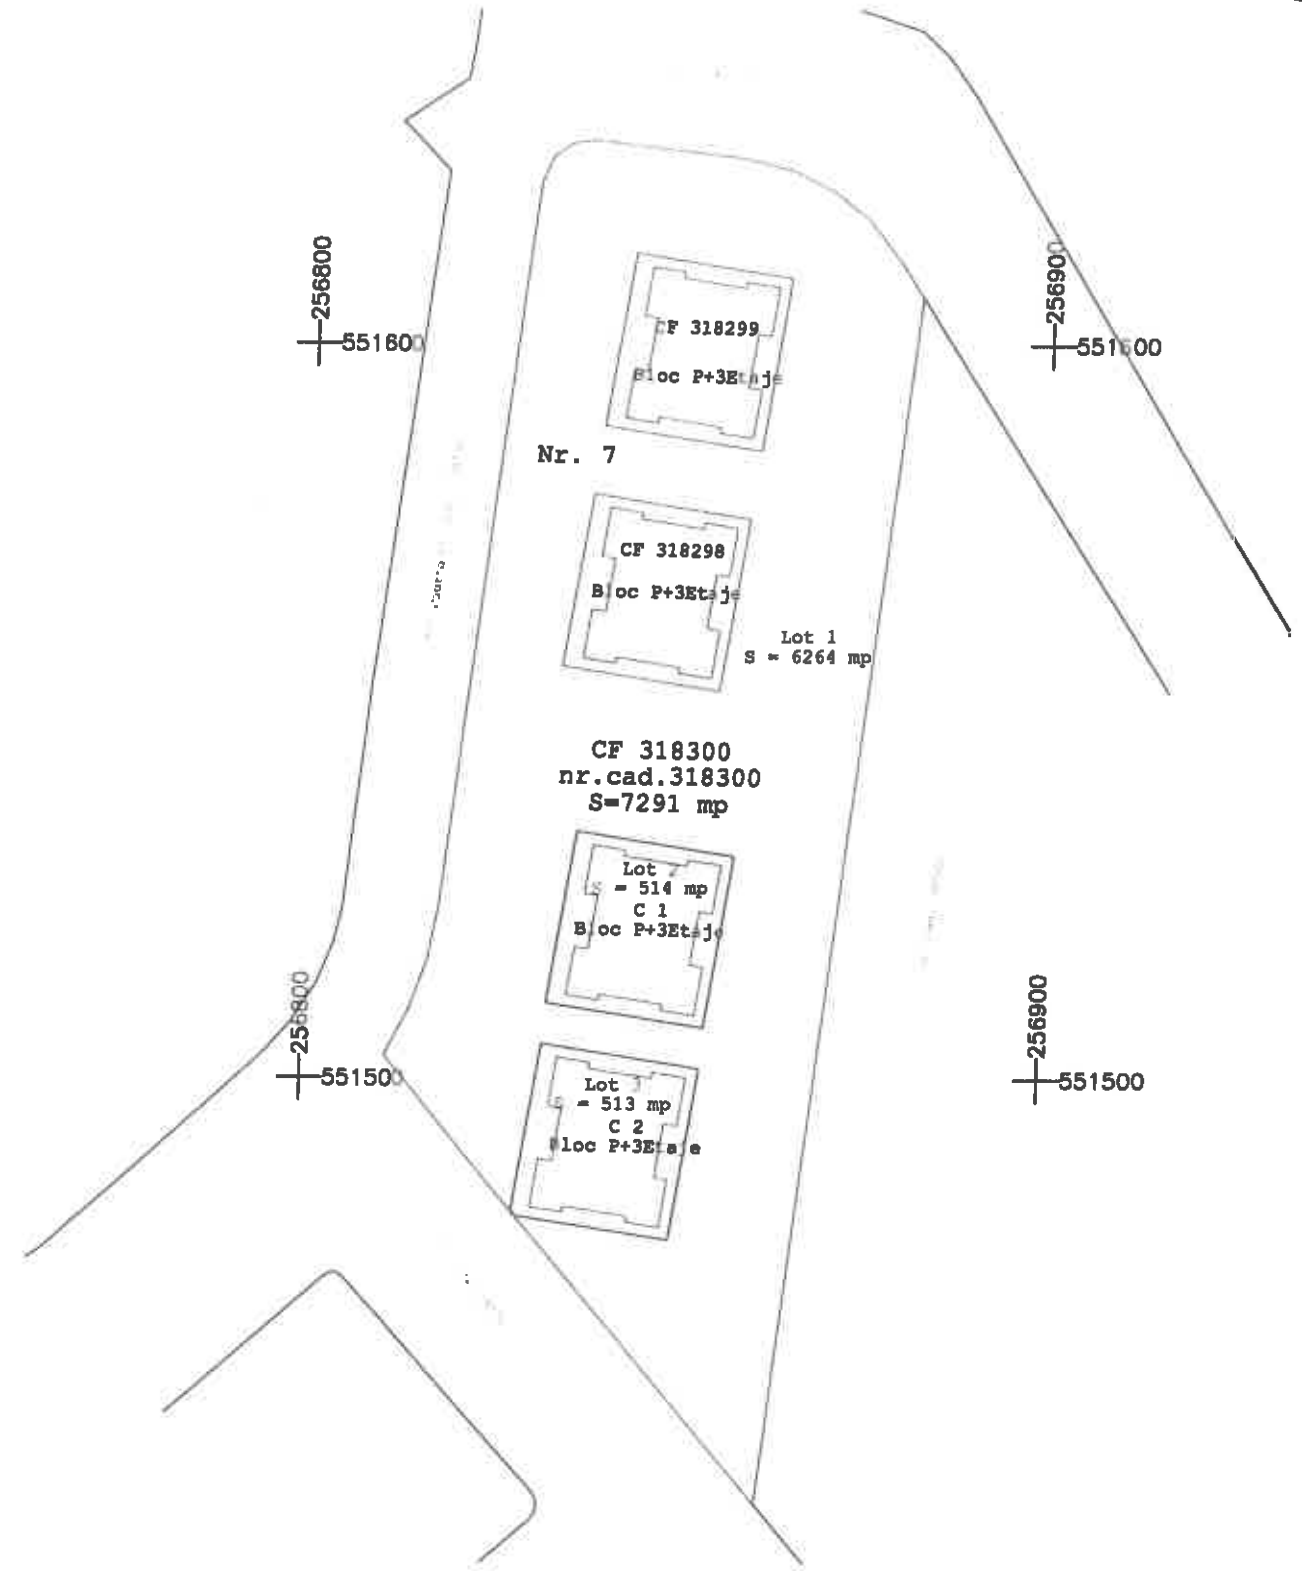 256800
551600
256900
551600
CF 318299
Bloc P+3Etaje
Nr. 7
CF 318298
Bloc P+3Etaje
Lot 1
S = 6264 mp
CF 318300
nr.cad.318300
S=7291 mp
Lot 2
S = 514 mp
C 1
Bloc P+3Etaje
256800
551500
256900
551500
Lot 3
S = 513 mp
C 2
Bloc P+3Etaje